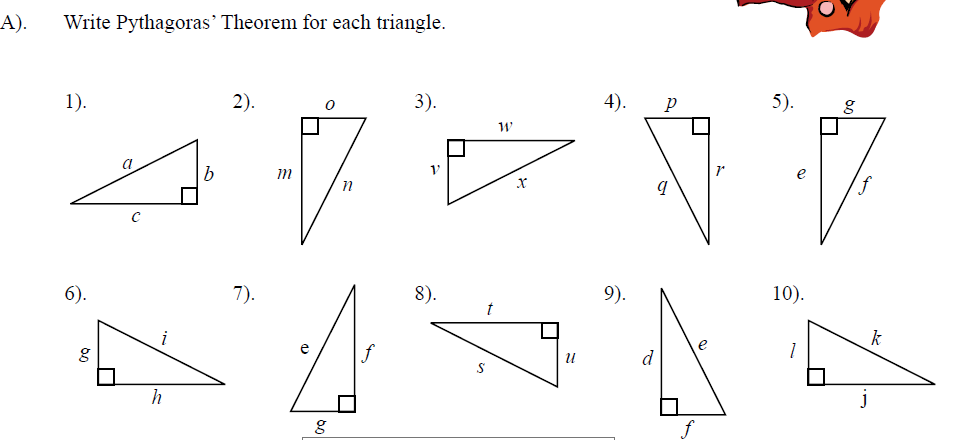 A). Write Pythagoras’ Theorem for each triangle.
1). 2). 3). 4). 5).
o p g
w
a b m n v x q r e f
c
6). 7). 8). 9). 10).
t
g i e f s u d e l k
h g f j